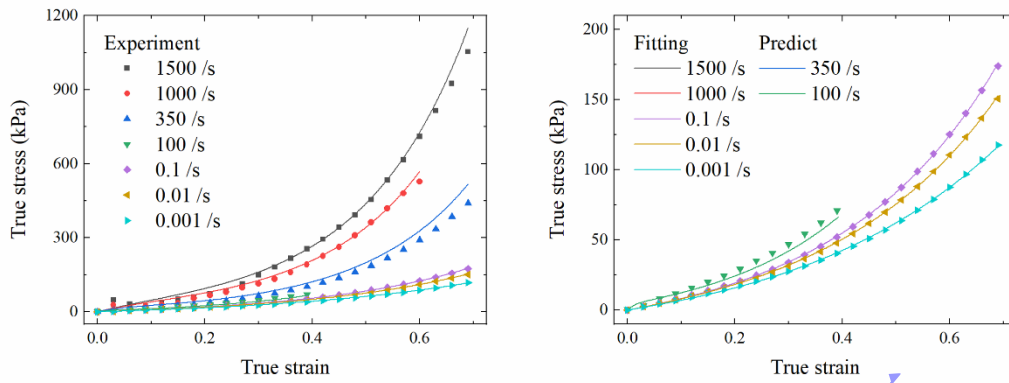 1200
900
600
300
0
True stress (kPa)
Experiment
1500 /s
1000 /s
350 /s
100 /s
0.1 /s
0.01 /s
0.001 /s
0.0
0.2
0.4
0.6
True strain
200
150
100
50
0
True stress (kPa)
Fitting
1500 /s
1000 /s
0.1 /s
0.01 /s
0.001 /s
Predict
350 /s
100 /s
0.0
0.2
0.4
0.6
True strain